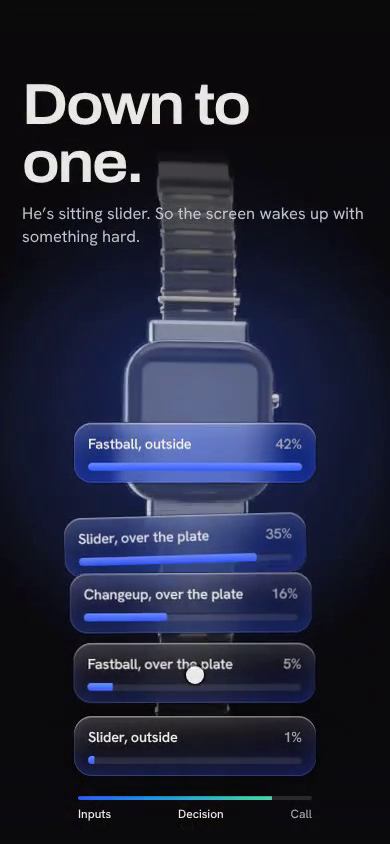 Down to
one.
He's sitting slider. So the screen wakes up with
something hard.
Fastball, outside 42%
Slider, over the plate 35%
Changeup, over the plate 16%
Fastball, over the plate 5%
Slider, outside 1%
Inputs Decision Call